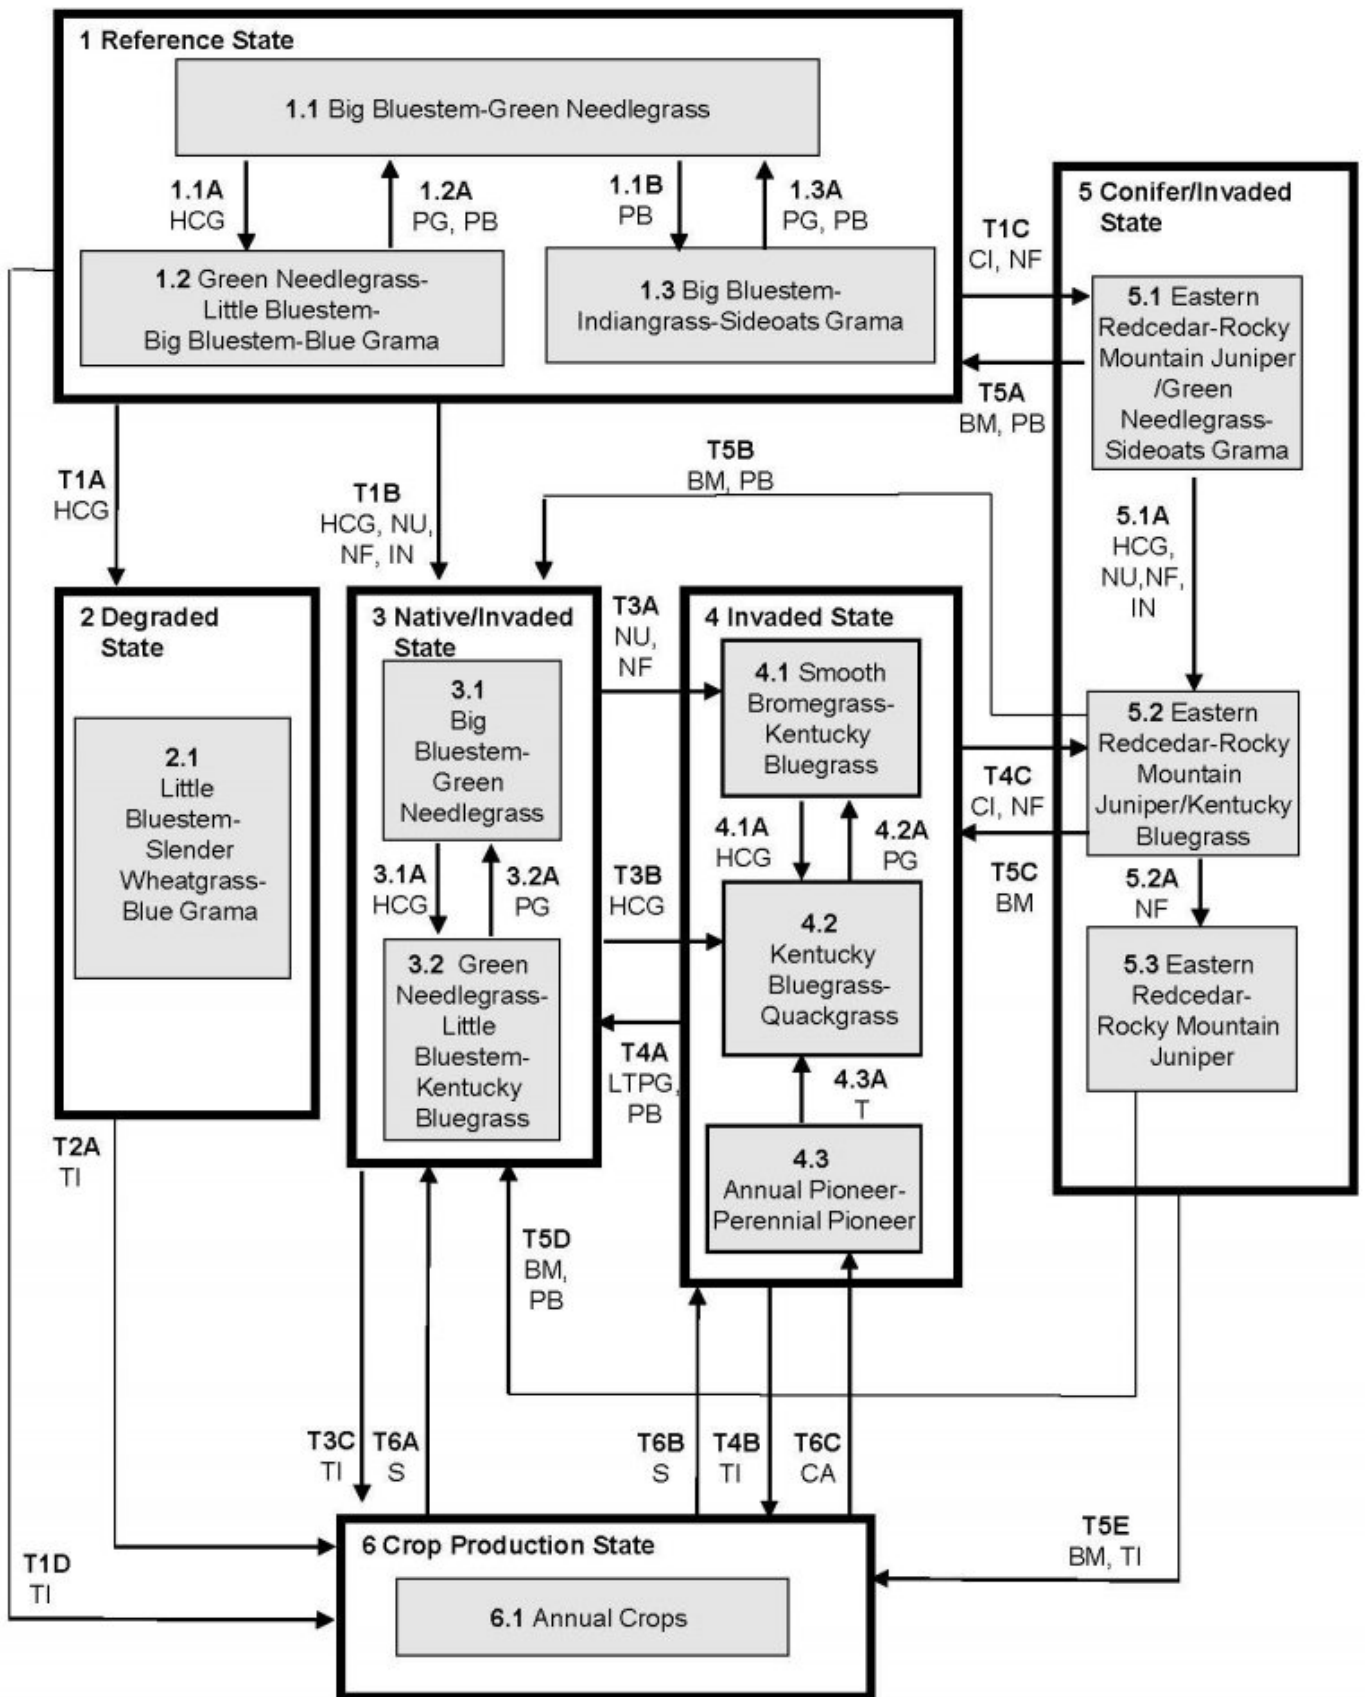 1 Reference State
1.1 Big Bluestem-Green Needlegrass
1.1A
HCG
1.2A
PG, PB
1.1B
PB
1.3A
PG, PB
1.2 Green Needlegrass-
Little Bluestem-
Big Bluestem-Blue Grama
1.3 Big Bluestem-
Indiangrass-Sideoats Grama
T1C
CI, NF
T5A
BM, PB
5 Conifer/Invaded
State
5.1 Eastern
Redcedar-Rocky
Mountain Juniper
/Green
Needlegrass-
Sideoats Grama
T1A
HCG
T1B
HCG, NU,
NF, IN
T5B
BM, PB
5.1A
HCG,
NU,NF,
IN
2 Degraded
State
2.1
Little
Bluestem-
Slender
Wheatgrass-
Blue Grama
3 Native/Invaded
State
3.1
Big
Bluestem-
Green
Needlegrass
3.1A
HCG
3.2A
PG
3.2 Green
Needlegrass-
Little
Bluestem-
Kentucky
Bluegrass
T3A
NU,
NF
T3B
HCG
T4A
LTPG,
PB
4 Invaded State
4.1 Smooth
Bromegrass-
Kentucky
Bluegrass
4.1A
HCG
4.2A
PG
4.2
Kentucky
Bluegrass-
Quackgrass
4.3A
T
4.3
Annual Pioneer-
Perennial Pioneer
T4C
CI, NF
T5C
BM
5.2 Eastern
Redcedar-Rocky
Mountain
Juniper/Kentucky
Bluegrass
5.2A
NF
5.3 Eastern
Redcedar-
Rocky Mountain
Juniper
T2A
TI
T5D
BM,
PB
T3C
TI
T6A
S
T6B
S
T4B
TI
T6C
CA
T5E
BM, TI
T1D
TI
6 Crop Production State
6.1 Annual Crops